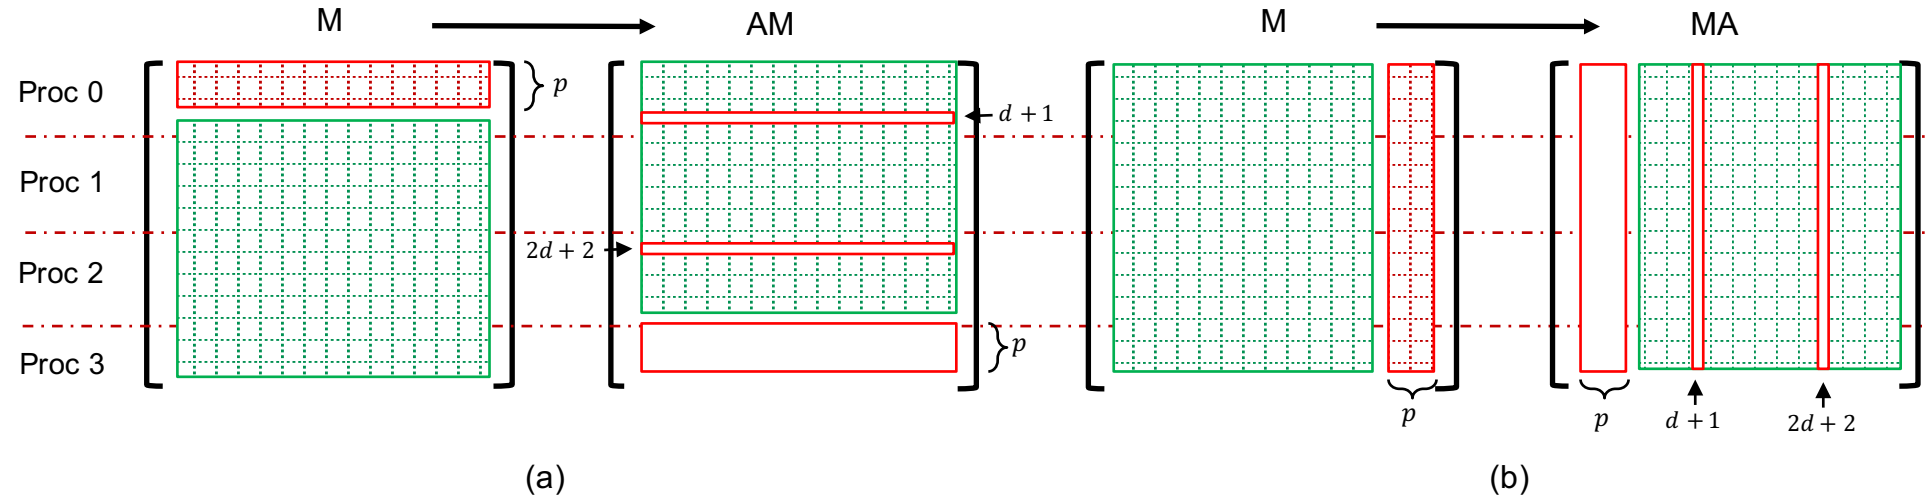 M AM M MA
Proc 0
p
d + 1
Proc 1
2d + 2
Proc 2
Proc 3
p
p
p
d + 1
2d + 2
(a)
(b)